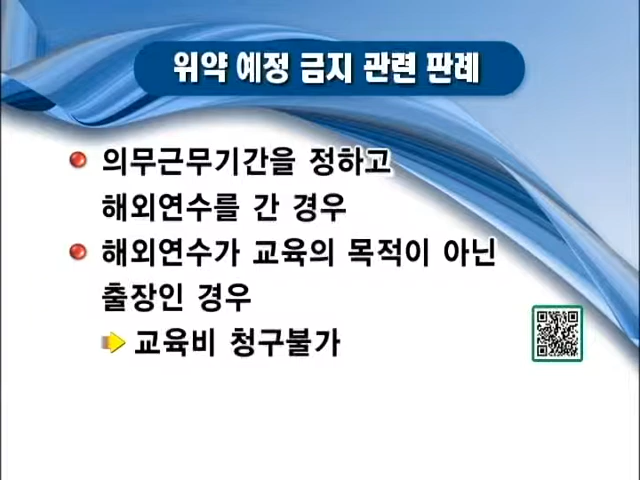 위약 예정 금지 관련 판례
의무근무기간을 정하고
해외연수를 간 경우
해외연수가 교육의 목적이 아닌
출장인 경우
교육비 청구불가